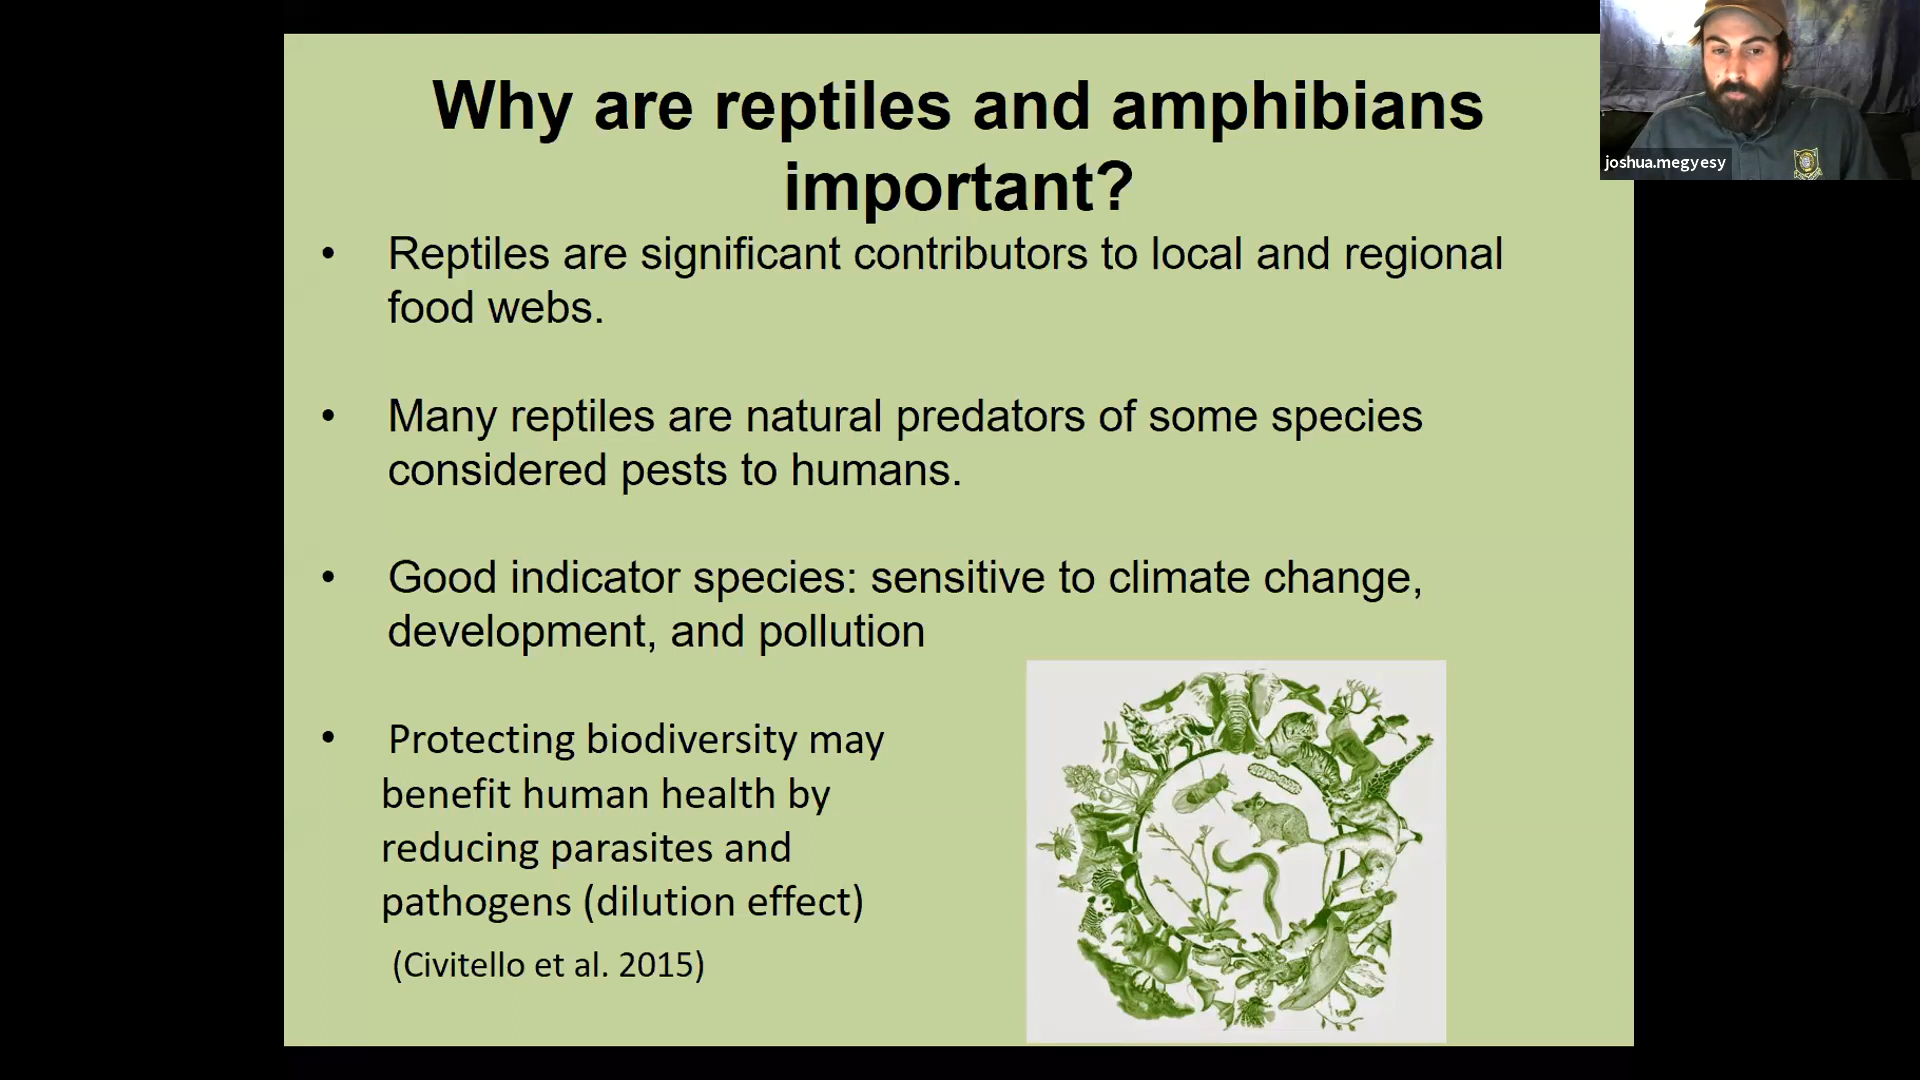 Why are reptiles and amphibians
important?
joshua.megyesy
• Reptiles are significant contributors to local and regional
food webs.
• Many reptiles are natural predators of some species
considered pests to humans.
• Good indicator species: sensitive to climate change,
development, and pollution
• Protecting biodiversity may
benefit human health by
reducing parasites and
pathogens (dilution effect)
(Civitello et al. 2015)